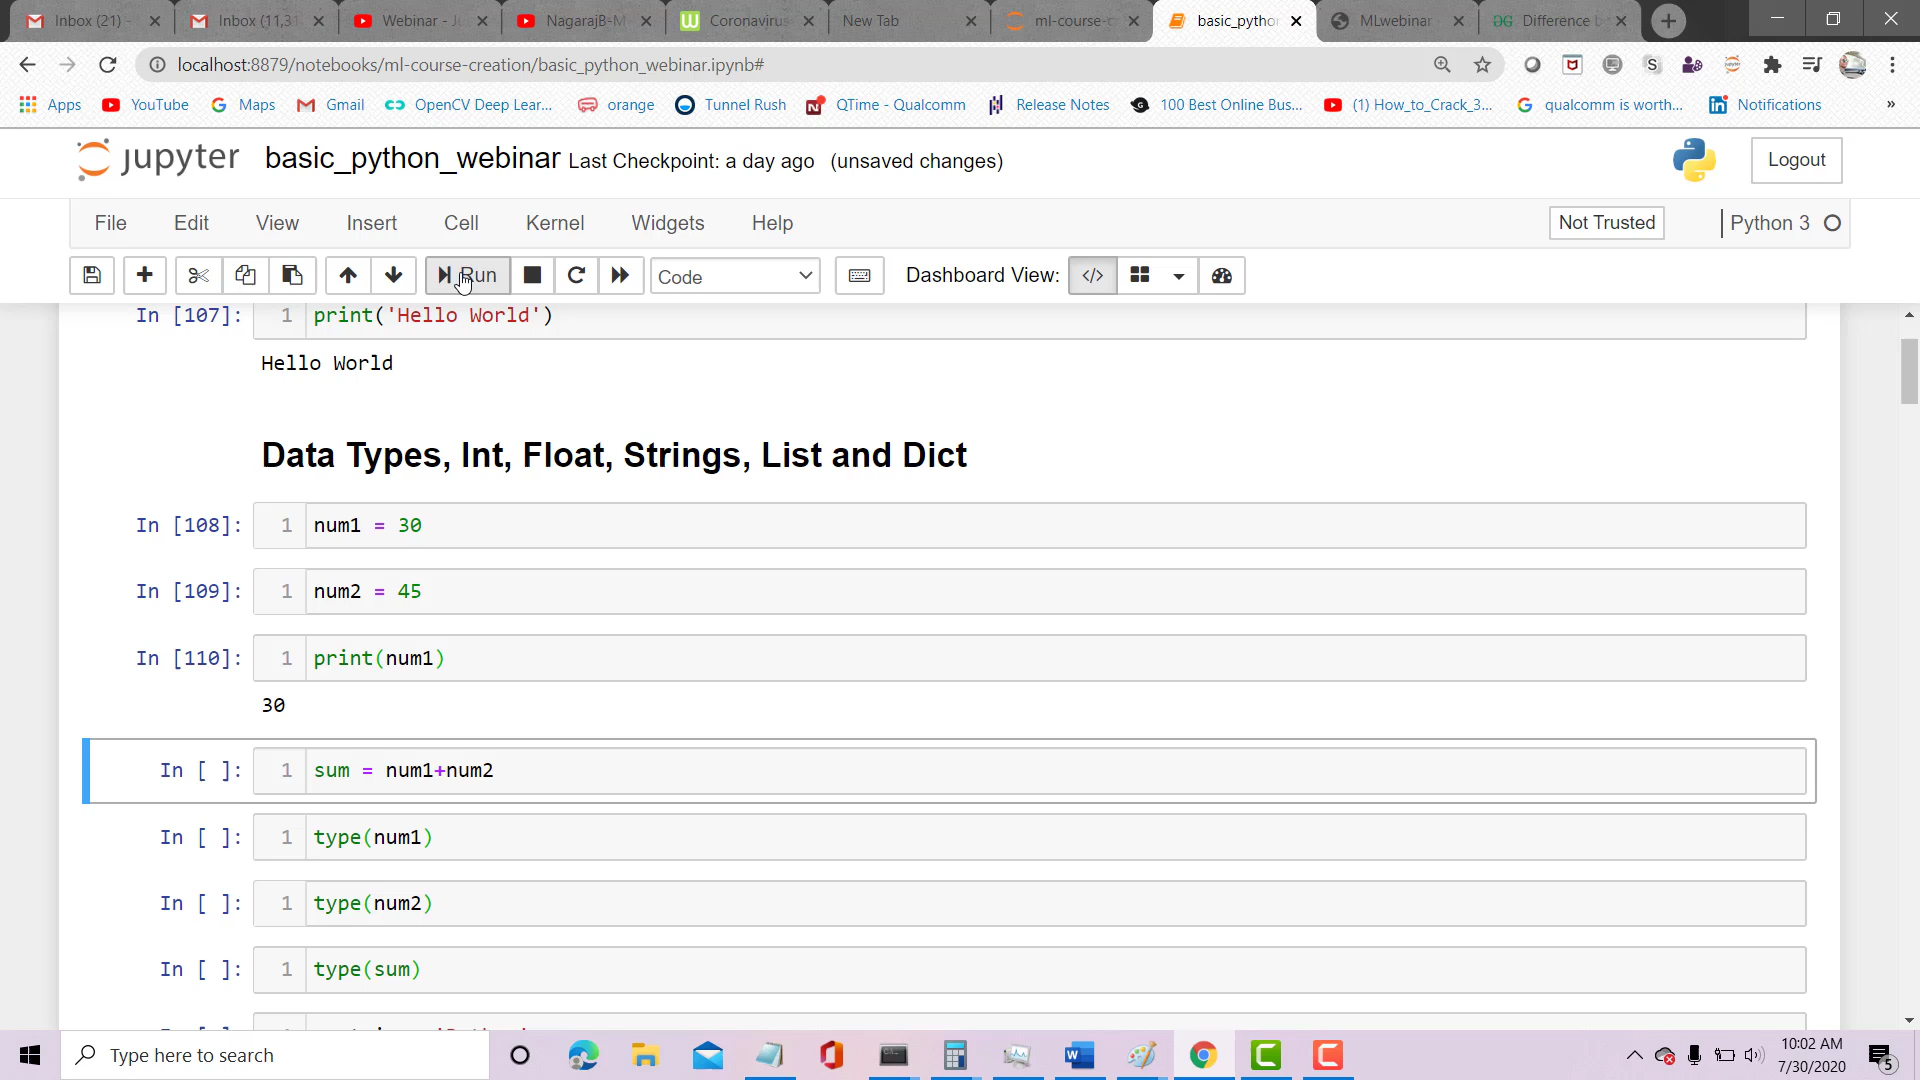 Inbox (21) -
Inbox (11,31
Webinar - Ju
NagarajB-M
Coronavirus
New Tab
ml-course-c
basic_pytho
MLwebinar
Difference b
localhost:8879/notebooks/ml-course-creation/basic_python_webinar.ipynb#
Apps
YouTube
Maps
Gmail
OpenCV Deep Lear...
orange
Tunnel Rush
QTime - Qualcomm
Release Notes
100 Best Online Bus...
(1) How_to_Crack_3...
qualcomm is worth...
Notifications
»
jupyter basic_python_webinar Last Checkpoint: a day ago (unsaved changes)
Logout
File Edit View Insert Cell Kernel Widgets Help
Not Trusted
Python 3
Run
Code
Dashboard View:
In [107]: 1 print('Hello World')
Hello World
Data Types, Int, Float, Strings, List and Dict
In [108]: 1 num1 = 30
In [109]: 1 num2 = 45
In [110]: 1 print(num1)
30
In [ ]: 1 sum = num1+num2
In [ ]: 1 type(num1)
In [ ]: 1 type(num2)
In [ ]: 1 type(sum)
Type here to search
10:02 AM
7/30/2020
5